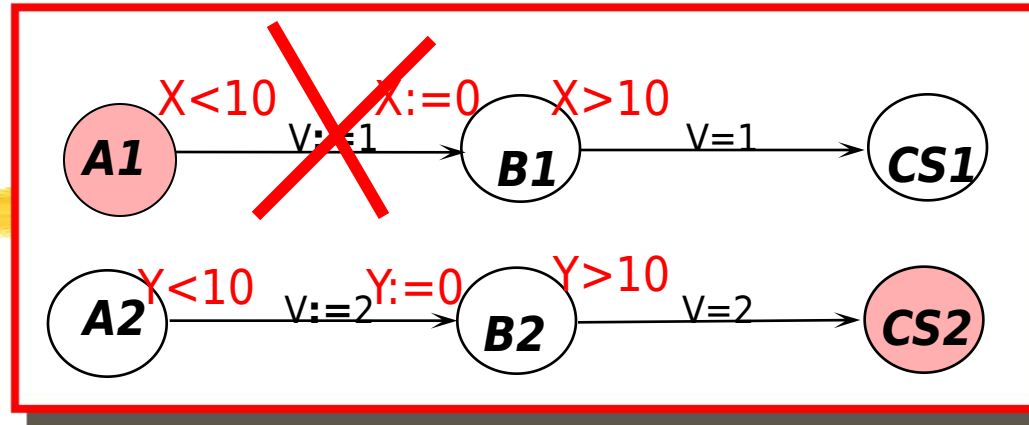 X<10 X:=0 X>10
A1 V:=1 B1 V=1 CS1
Y<10 Y:=0 Y>10
A2 V:=2 B2 V=2 CS2